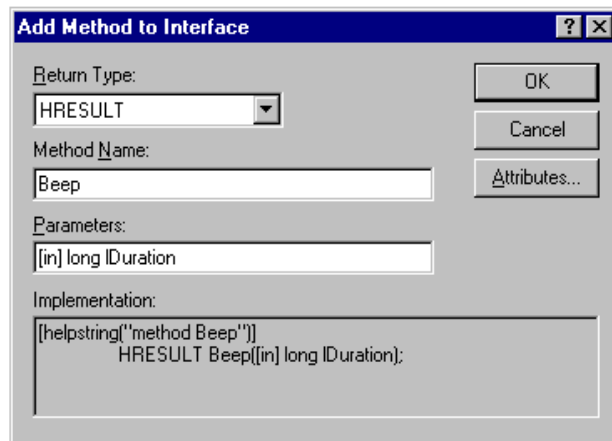 Add Method to Interface
Return Type:
OK
HRESULT
Cancel
Method Name:
Attributes...
Beep
Parameters:
[in] long lDuration
Implementation:
[helpstring("method Beep")]
HRESULT Beep([in] long lDuration);